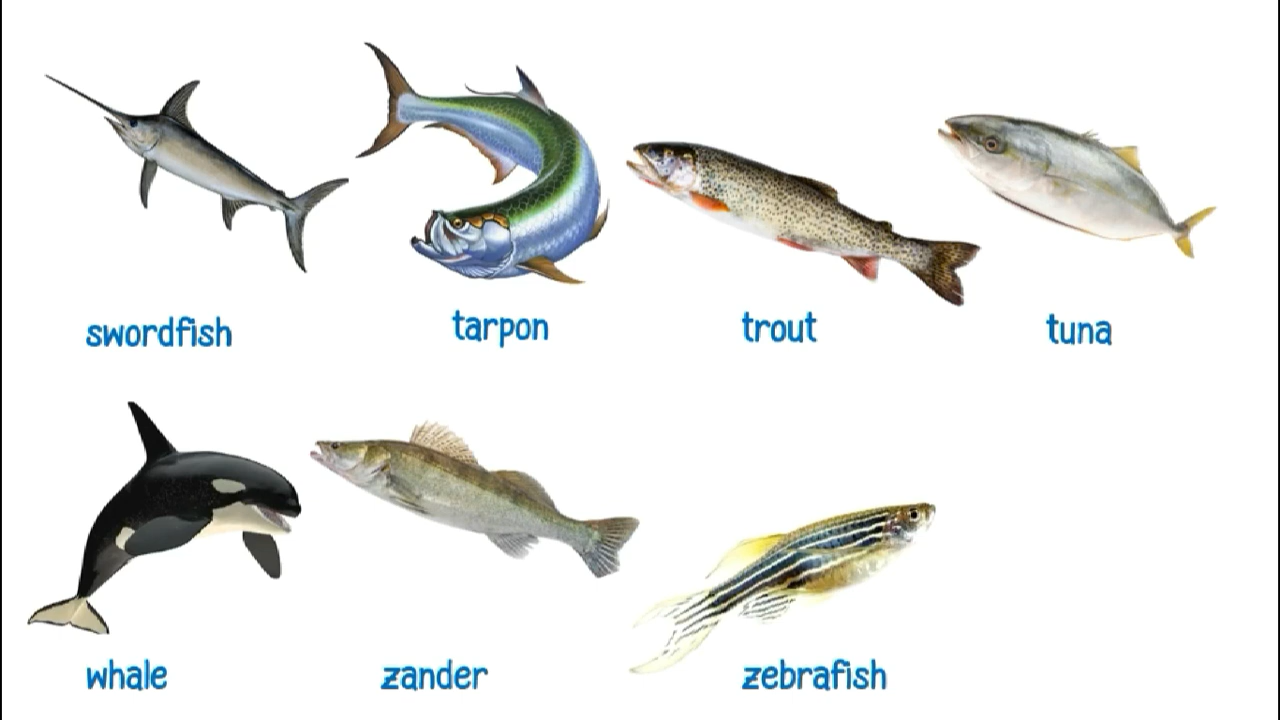 swordfish
tarpon
trout
tuna
whale
zander
zebrafish